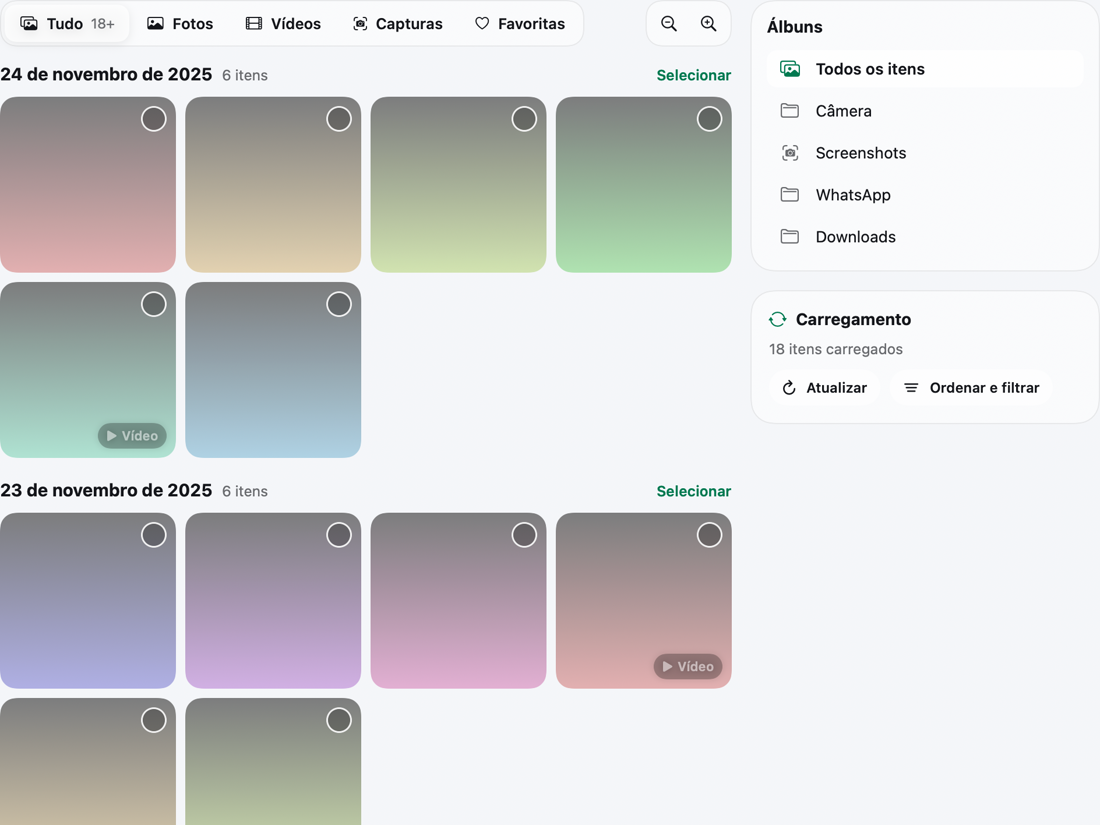 Tudo 18+ Fotos Vídeos Capturas Favoritas
24 de novembro de 2025 6 itens Selecionar
Vídeo
23 de novembro de 2025 6 itens Selecionar
Vídeo
Álbuns
Todos os itens
Câmera
Screenshots
WhatsApp
Downloads
Carregamento
18 itens carregados
Atualizar Ordenar e filtrar